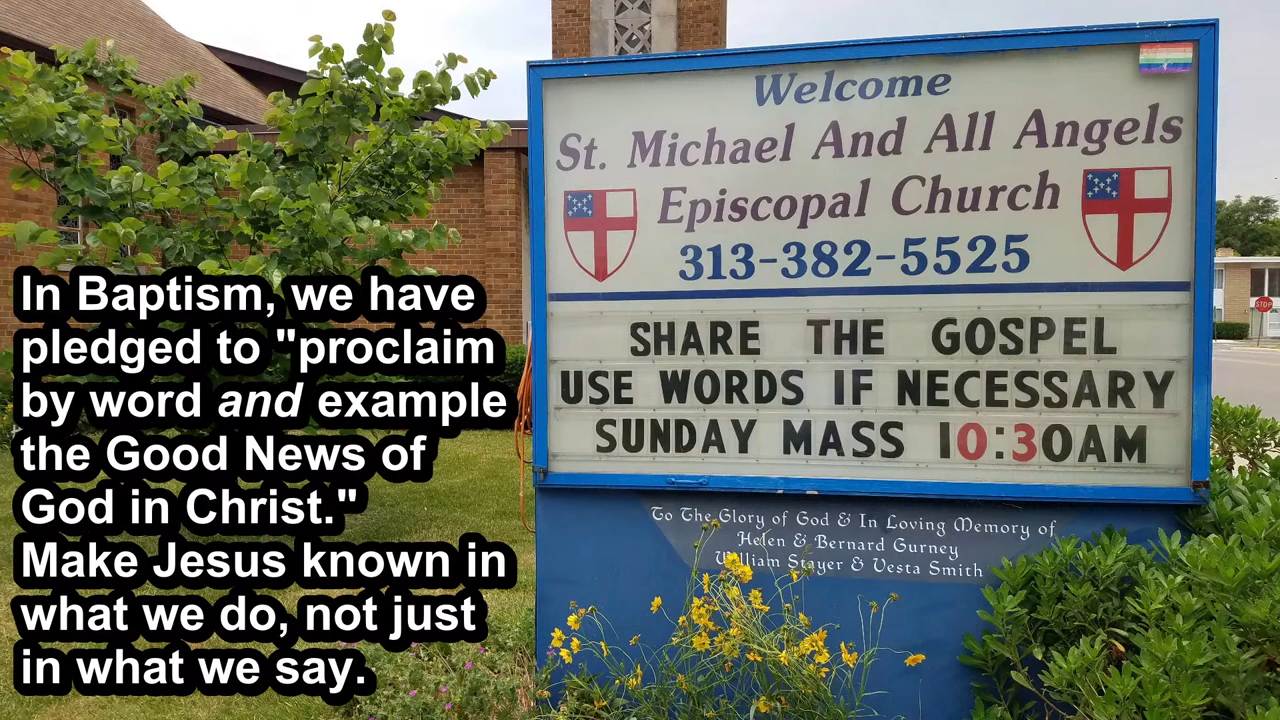 Welcome
St. Michael And All Angels
Episcopal Church
313-382-5525
SHARE THE GOSPEL
USE WORDS IF NECESSARY
SUNDAY MASS 10:30AM
To The Glory of God & In Loving Memory of
Helen & Bernard Gurney
William Stayer & Vesta Smith
STOP
In Baptism, we have
pledged to "proclaim
by word and example
the Good News of
God in Christ."
Make Jesus known in
what we do, not just
in what we say.